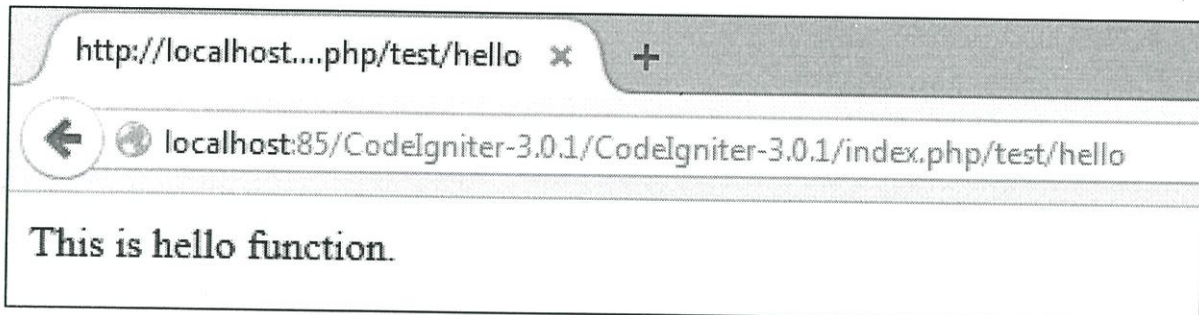 http://localhost....php/test/hello × +
localhost:85/CodeIgniter-3.0.1/CodeIgniter-3.0.1/index.php/test/hello
This is hello function.